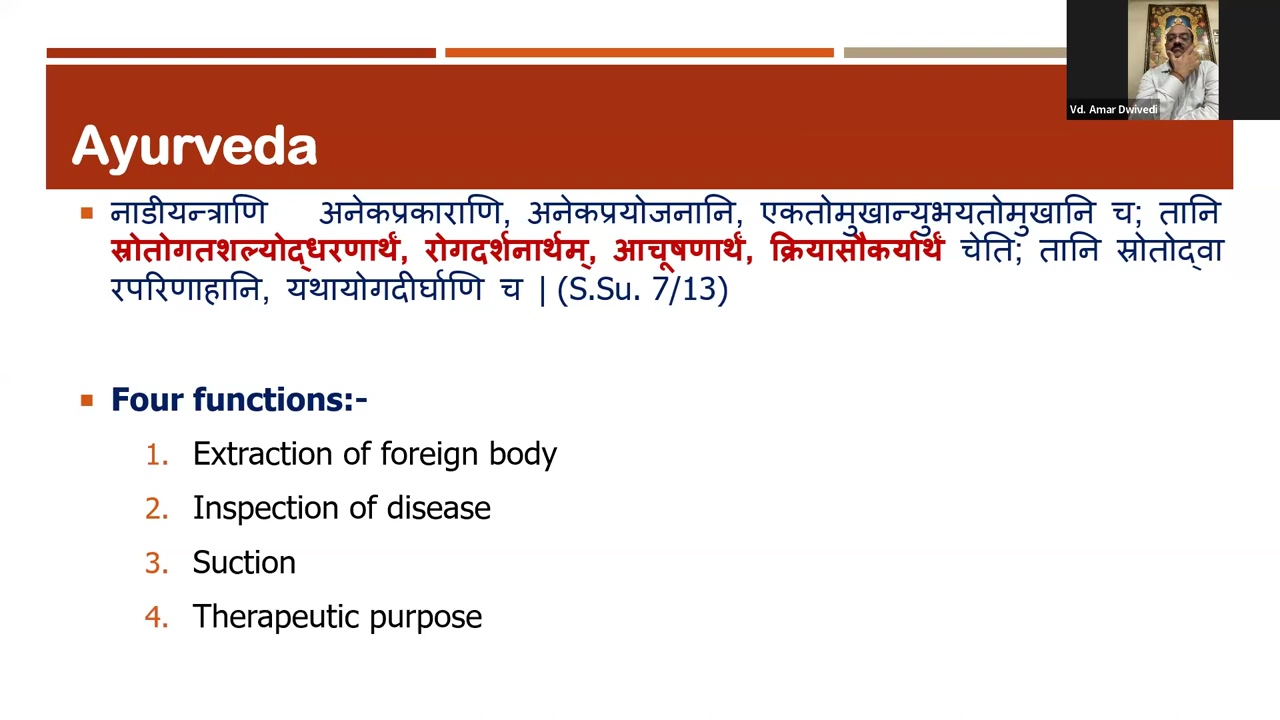 Vd. Amar Dwivedi
Ayurveda
नाडीयन्त्राणि अनेकप्रकाराणि, अनेकप्रयोजनानि, एकतोमुखान्युभयतोमुखानि च; तानि
स्रोतोगतशल्योद्धरणार्थं, रोगदर्शनार्थम्, आचूषणार्थं, क्रियासौकर्यार्थं चेति; तानि स्रोतोद्वा
रपरिणाहानि, यथायोगदीर्घाणि च | (S.Su. 7/13)
Four functions:-
1. Extraction of foreign body
2. Inspection of disease
3. Suction
4. Therapeutic purpose